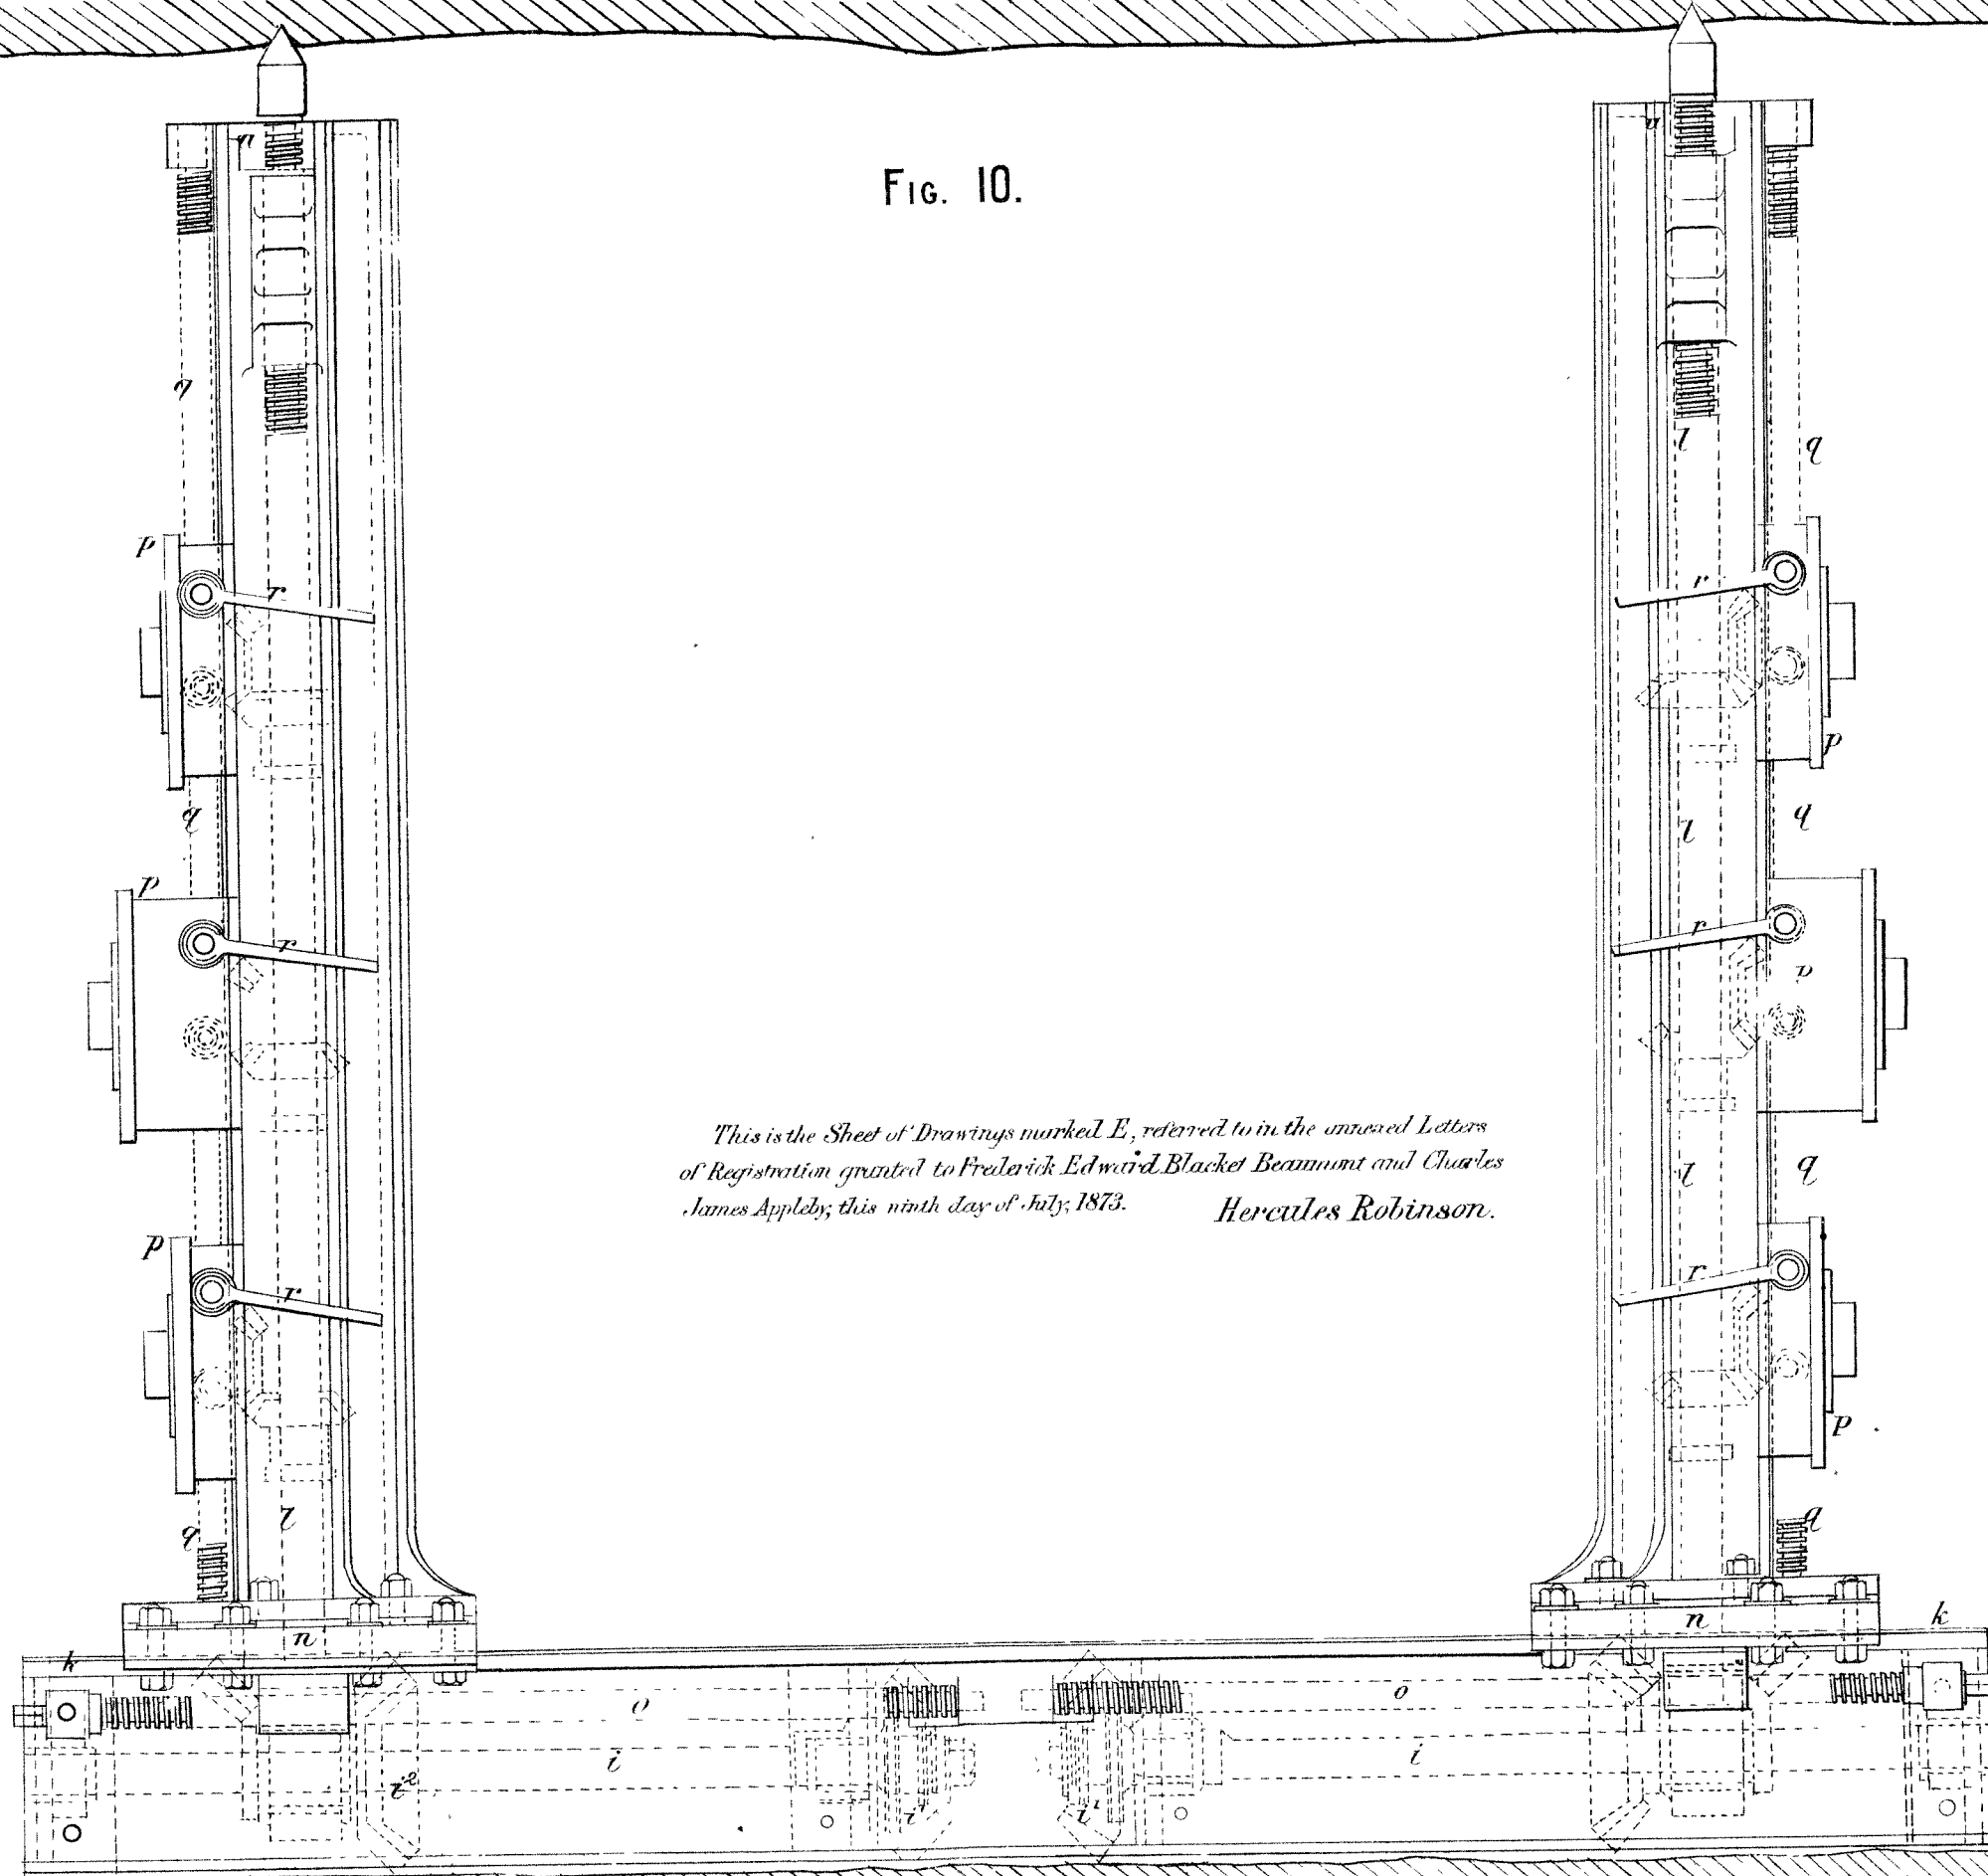 n
n
FIG. 10.
q
l
q
p
r
r
p
q
l
q
p
r
r
p
This is the Sheet of Drawings marked E, referred to in the annexed Letters
of Registration granted to Frederick Edward Blacket Beaumont and Charles
James Appleby, this ninth day of July, 1873. Hercules Robinson.
l
q
p
r
r
p
l
q
q
n
n
k
k
o
o
i
i
i²
i'
i'